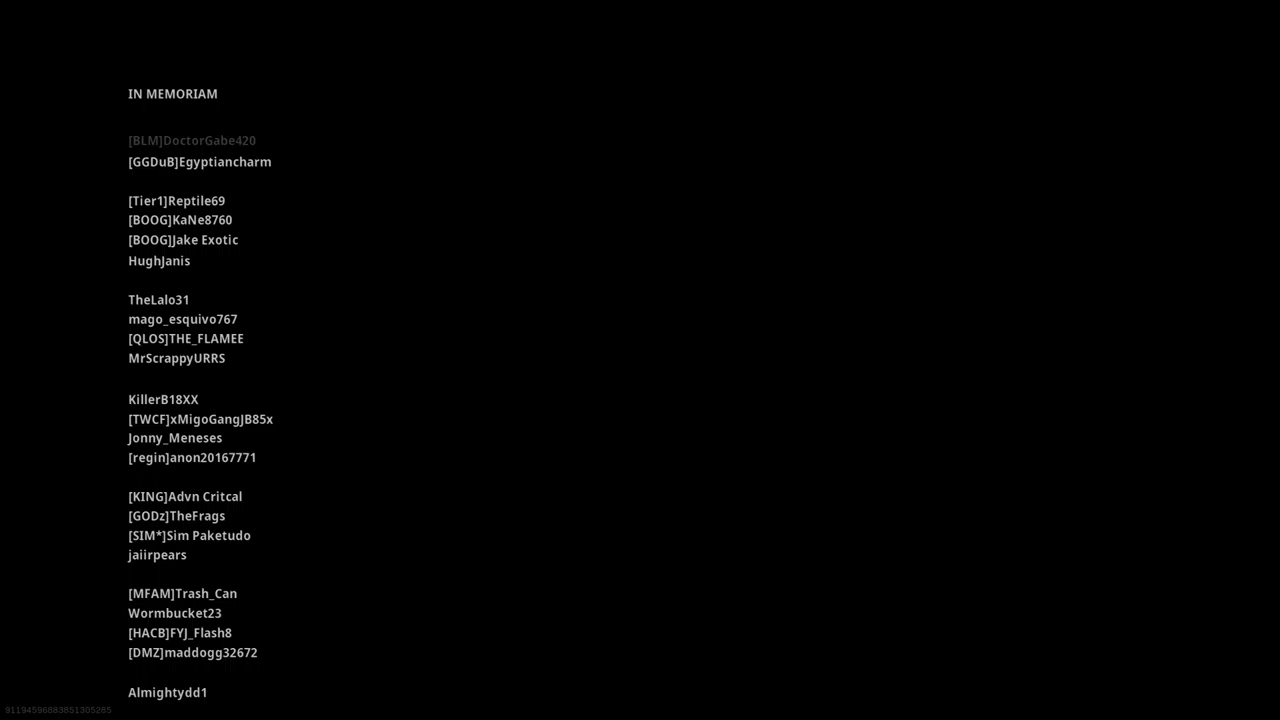 IN MEMORIAM
[BLM]DoctorGabe420
[GGDuB]Egyptiancharm
[Tier1]Reptile69
[BOOG]KaNe8760
[BOOG]Jake Exotic
HughJanis
TheLalo31
mago_esquivo767
[QLOS]THE_FLAMEE
MrScrappyURRS
KillerB18XX
[TWCF]xMigoGangJB85x
Jonny_Meneses
[regin]anon20167771
[KING]Advn Critcal
[GODz]TheFrags
[SIM*]Sim Paketudo
jaiirpears
[MFAM]Trash_Can
Wormbucket23
[HACB]FYJ_Flash8
[DMZ]maddogg32672
Almightydd1
91194596883851305285